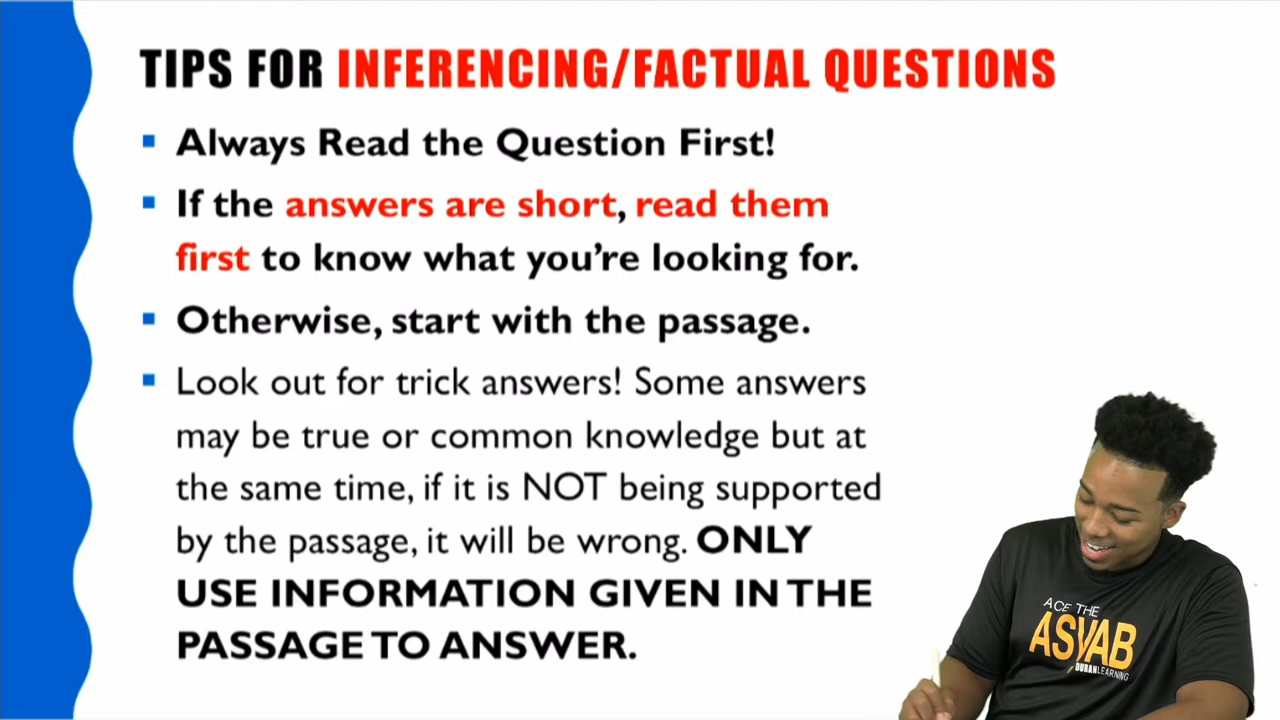 TIPS FOR INFERENCING/FACTUAL QUESTIONS
Always Read the Question First!
If the answers are short, read them
first to know what you're looking for.
Otherwise, start with the passage.
Look out for trick answers! Some answers
may be true or common knowledge but at
the same time, if it is NOT being supported
by the passage, it will be wrong. ONLY
USE INFORMATION GIVEN IN THE
PASSAGE TO ANSWER.
ACE THE
ASVAB
DURANLEARNING